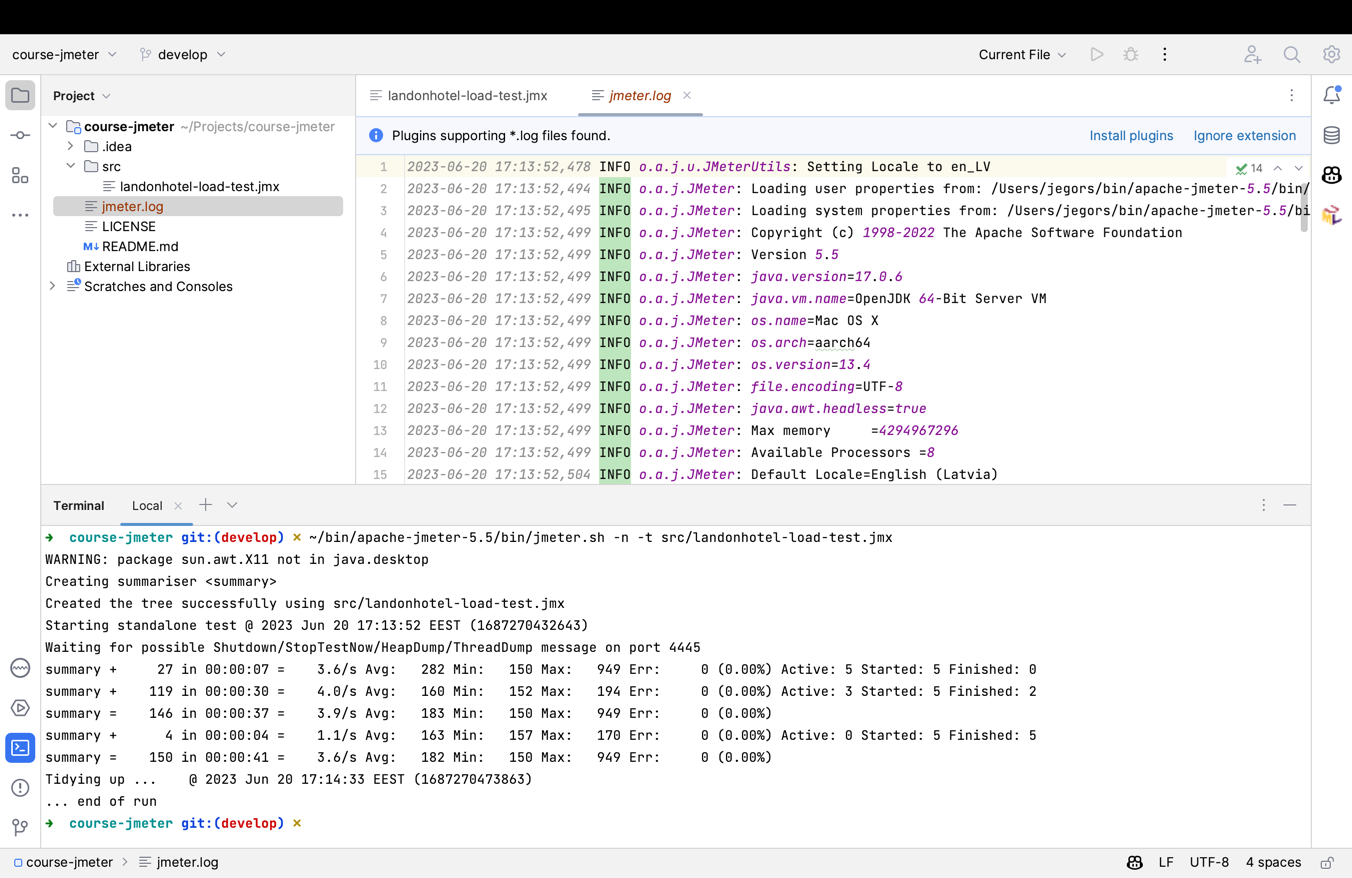 course-jmeter develop Current File
Project
landonhotel-load-test.jmx jmeter.log
course-jmeter ~/Projects/course-jmeter
.idea
src
landonhotel-load-test.jmx
jmeter.log
LICENSE
M↓ README.md
External Libraries
Scratches and Consoles
Plugins supporting *.log files found. Install plugins Ignore extension
14
1 2023-06-20 17:13:52,478 INFO o.a.j.u.JMeterUtils: Setting Locale to en_LV
2 2023-06-20 17:13:52,494 INFO o.a.j.JMeter: Loading user properties from: /Users/jegors/bin/apache-jmeter-5.5/bin/
3 2023-06-20 17:13:52,495 INFO o.a.j.JMeter: Loading system properties from: /Users/jegors/bin/apache-jmeter-5.5/bi
4 2023-06-20 17:13:52,499 INFO o.a.j.JMeter: Copyright (c) 1998-2022 The Apache Software Foundation
5 2023-06-20 17:13:52,499 INFO o.a.j.JMeter: Version 5.5
6 2023-06-20 17:13:52,499 INFO o.a.j.JMeter: java.version=17.0.6
7 2023-06-20 17:13:52,499 INFO o.a.j.JMeter: java.vm.name=OpenJDK 64-Bit Server VM
8 2023-06-20 17:13:52,499 INFO o.a.j.JMeter: os.name=Mac OS X
9 2023-06-20 17:13:52,499 INFO o.a.j.JMeter: os.arch=aarch64
10 2023-06-20 17:13:52,499 INFO o.a.j.JMeter: os.version=13.4
11 2023-06-20 17:13:52,499 INFO o.a.j.JMeter: file.encoding=UTF-8
12 2023-06-20 17:13:52,499 INFO o.a.j.JMeter: java.awt.headless=true
13 2023-06-20 17:13:52,499 INFO o.a.j.JMeter: Max memory     =4294967296
14 2023-06-20 17:13:52,499 INFO o.a.j.JMeter: Available Processors =8
15 2023-06-20 17:13:52,504 INFO o.a.j.JMeter: Default Locale=English (Latvia)
Terminal Local
➜  course-jmeter git:(develop) × ~/bin/apache-jmeter-5.5/bin/jmeter.sh -n -t src/landonhotel-load-test.jmx
WARNING: package sun.awt.X11 not in java.desktop
Creating summariser <summary>
Created the tree successfully using src/landonhotel-load-test.jmx
Starting standalone test @ 2023 Jun 20 17:13:52 EEST (1687270432643)
Waiting for possible Shutdown/StopTestNow/HeapDump/ThreadDump message on port 4445
summary +     27 in 00:00:07 =    3.6/s Avg:   282 Min:   150 Max:   949 Err:     0 (0.00%) Active: 5 Started: 5 Finished: 0
summary +    119 in 00:00:30 =    4.0/s Avg:   160 Min:   152 Max:   194 Err:     0 (0.00%) Active: 3 Started: 5 Finished: 2
summary =    146 in 00:00:37 =    3.9/s Avg:   183 Min:   150 Max:   949 Err:     0 (0.00%)
summary +      4 in 00:00:04 =    1.1/s Avg:   163 Min:   157 Max:   170 Err:     0 (0.00%) Active: 0 Started: 5 Finished: 5
summary =    150 in 00:00:41 =    3.6/s Avg:   182 Min:   150 Max:   949 Err:     0 (0.00%)
Tidying up ...    @ 2023 Jun 20 17:14:33 EEST (1687270473863)
... end of run
➜  course-jmeter git:(develop) ×
course-jmeter jmeter.log LF UTF-8 4 spaces